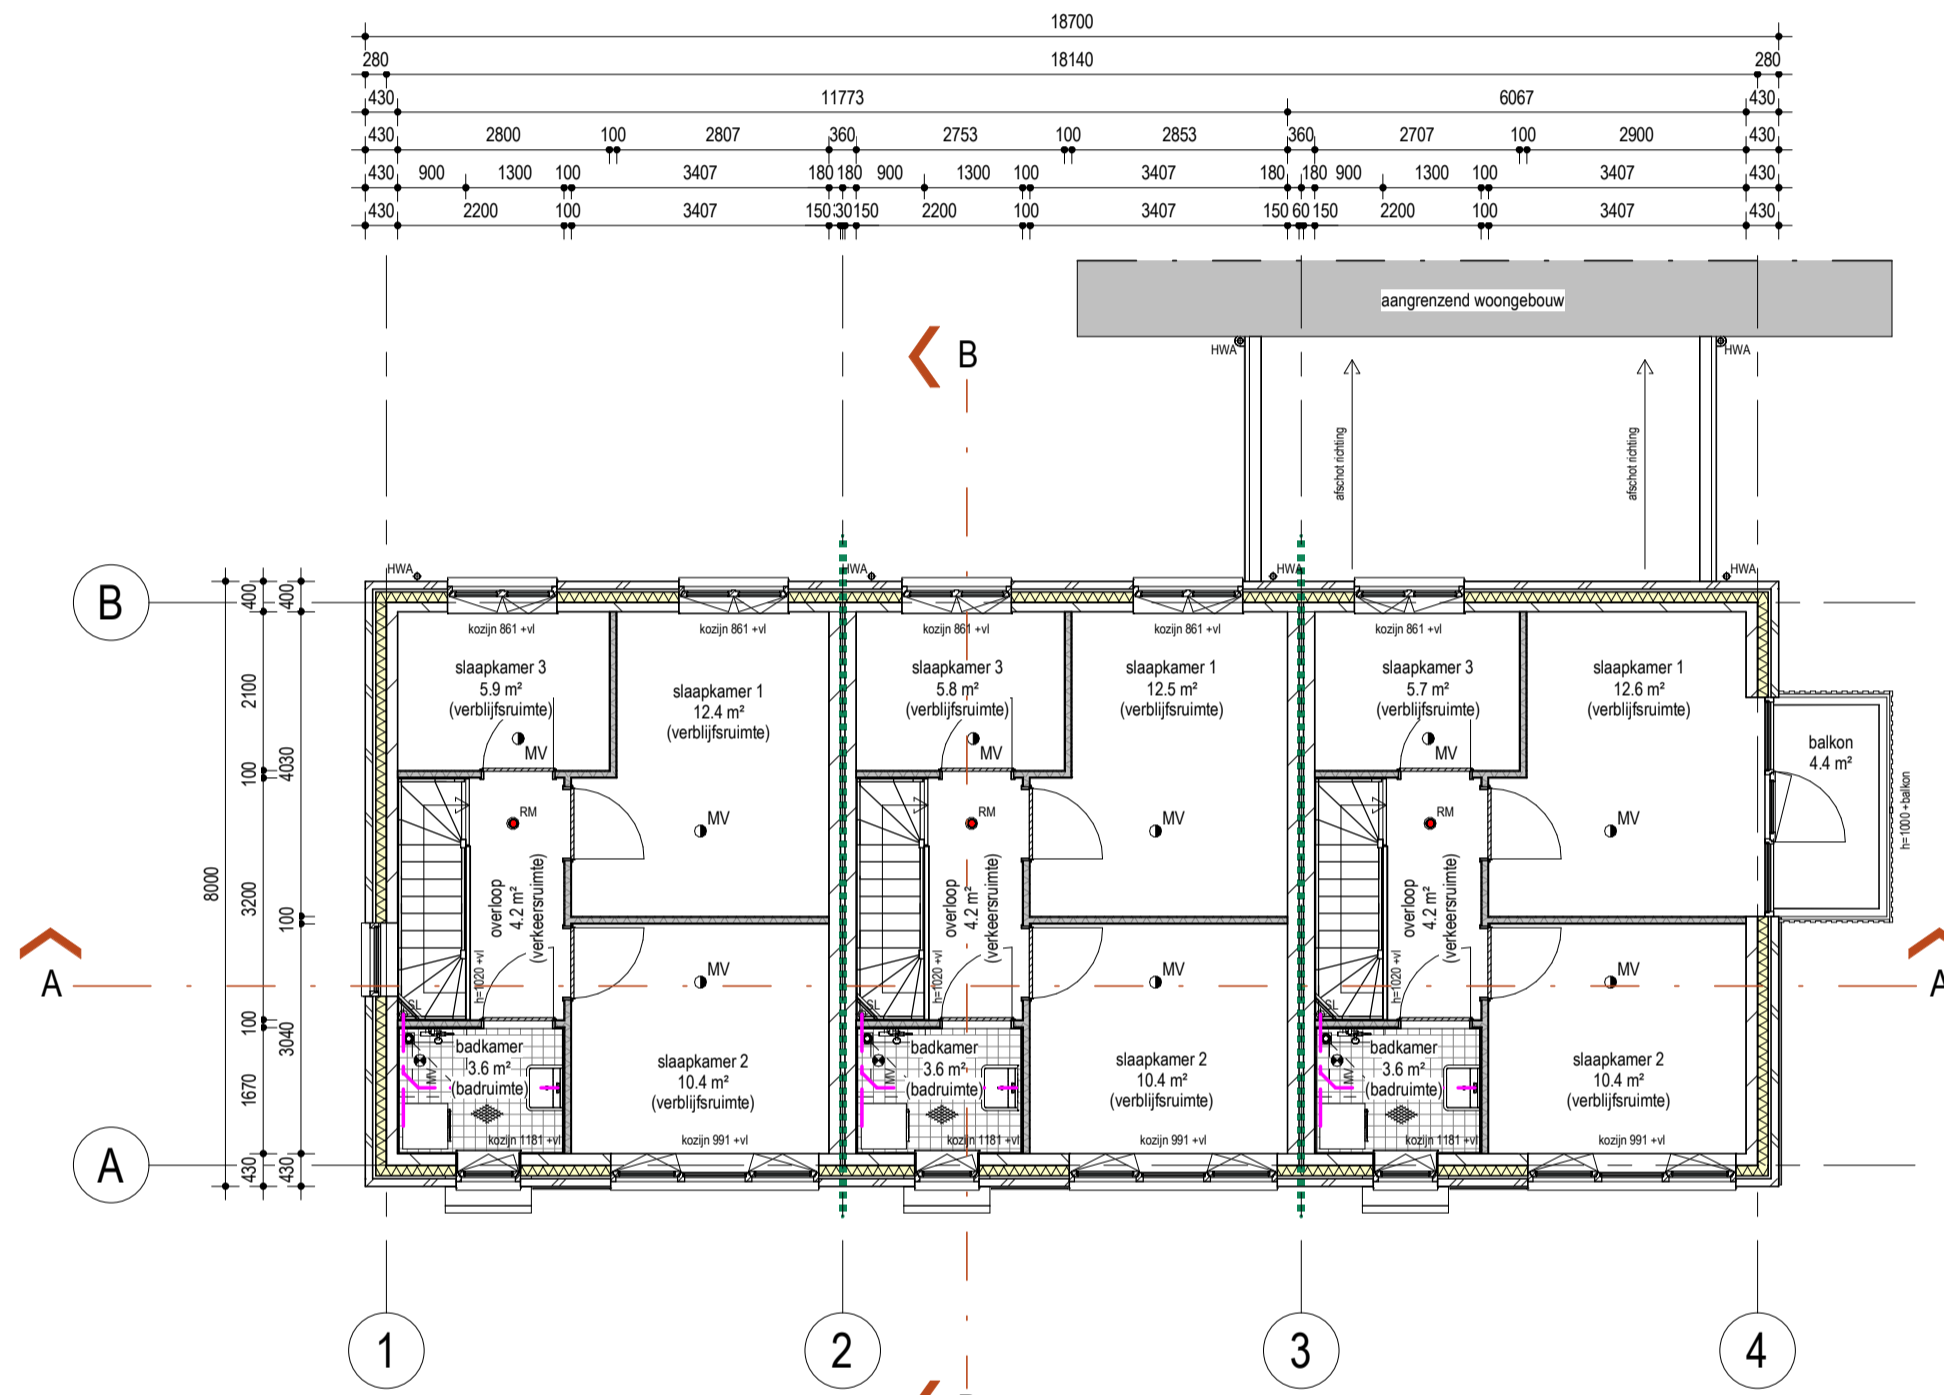 18700
280 18140 280
430 11773 6067 430
430 2800 100 2807 360 2753 100 2853 360 2707 100 2900 430
430 900 1300 100 3407 180 180 900 1300 100 3407 180 180 900 1300 100 3407 430
430 2200 100 3407 150 30 150 2200 100 3407 150 60 150 2200 100 3407 430
aangrenzend woongebouw
B
HWA HWA
afschot richting afschot richting
HWA HWA HWA HWA
B
400 400
kozijn 861 +vl kozijn 861 +vl kozijn 861 +vl kozijn 861 +vl kozijn 861 +vl
slaapkamer 3
5.9 m²
(verblijfsruimte)
slaapkamer 1
12.4 m²
(verblijfsruimte)
slaapkamer 3
5.8 m²
(verblijfsruimte)
slaapkamer 1
12.5 m²
(verblijfsruimte)
slaapkamer 3
5.7 m²
(verblijfsruimte)
slaapkamer 1
12.6 m²
(verblijfsruimte)
balkon
4.4 m²
h=1000 +balkon
2100
MV MV MV
100 4030
RM MV RM MV RM MV
8000
3200
100
overloop
4.2 m²
(verkeersruimte)
overloop
4.2 m²
(verkeersruimte)
overloop
4.2 m²
(verkeersruimte)
h=1020 +vl h=1020 +vl h=1020 +vl
MV MV MV
A A
SL SL SL
100 3040
1670
badkamer
3.6 m²
(badruimte)
MV
slaapkamer 2
10.4 m²
(verblijfsruimte)
badkamer
3.6 m²
(badruimte)
MV
slaapkamer 2
10.4 m²
(verblijfsruimte)
badkamer
3.6 m²
(badruimte)
MV
slaapkamer 2
10.4 m²
(verblijfsruimte)
kozijn 1181 +vl kozijn 991 +vl kozijn 1181 +vl kozijn 991 +vl kozijn 1181 +vl kozijn 991 +vl
A
430 430
1 2 3 4